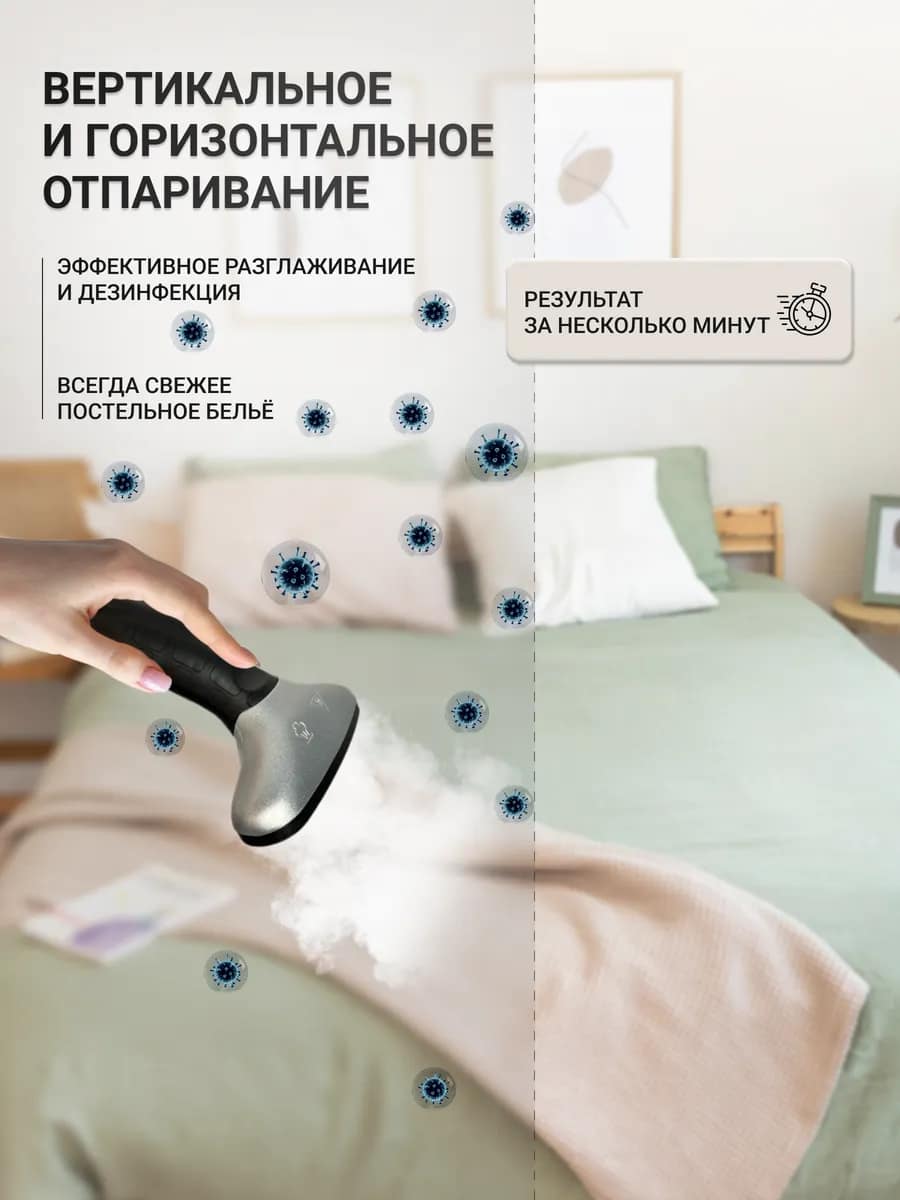 ВЕРТИКАЛЬНОЕ
И ГОРИЗОНТАЛЬНОЕ
ОТПАРИВАНИЕ
ЭФФЕКТИВНОЕ РАЗГЛАЖИВАНИЕ
И ДЕЗИНФЕКЦИЯ
РЕЗУЛЬТАТ
ЗА НЕСКОЛЬКО МИНУТ
ВСЕГДА СВЕЖЕЕ
ПОСТЕЛЬНОЕ БЕЛЬЁ